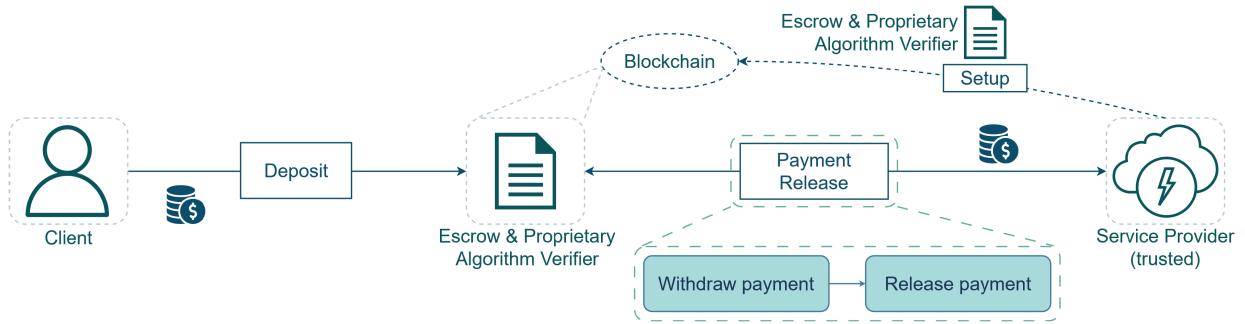 Escrow & Proprietary
Algorithm Verifier
Blockchain
Setup
Deposit
Payment
Release
Client
Escrow & Proprietary
Algorithm Verifier
Service Provider
(trusted)
Withdraw payment
Release payment
$
$